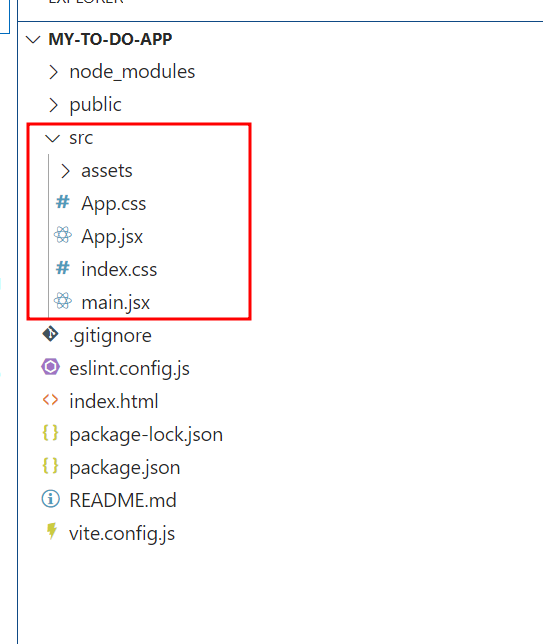 EXPLORER
MY-TO-DO-APP
node_modules
public
src
assets
# App.css
App.jsx
# index.css
main.jsx
.gitignore
eslint.config.js
<> index.html
{} package-lock.json
{} package.json
README.md
vite.config.js